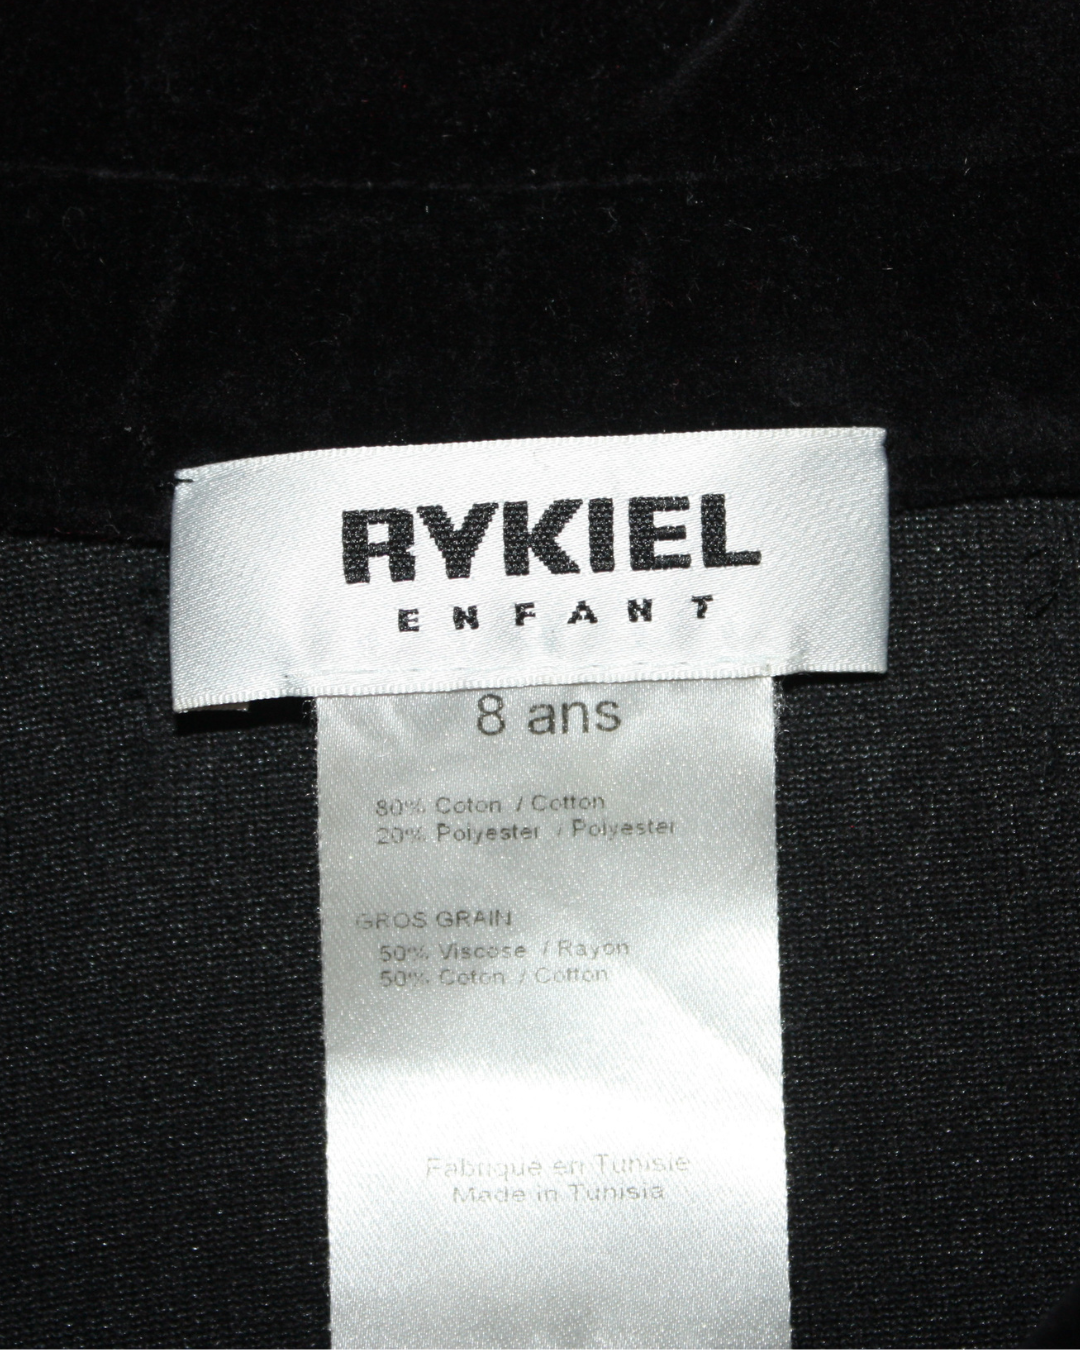 RYKIEL
ENFANT
8 ans
80% Coton / Cotton
20% Polyester / Polyester
GROS GRAIN
50% Viscose / Rayon
50% Coton / Cotton
Fabrique en Tunisie
Made in Tunisia